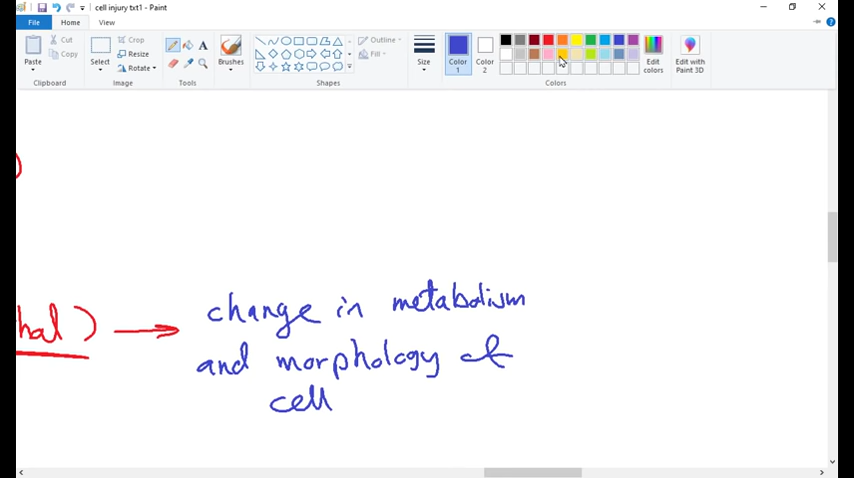 cell injury txt1 - Paint
File Home View
Paste
Cut
Copy
Clipboard
Select
Crop
Resize
Rotate
Image
A
Tools
Brushes
Outline
Fill
Shapes
Size
Color 1
Color 2
Edit colors
Colors
Edit with Paint 3D
)
hal) → change in metabolism
and morphology of
cell